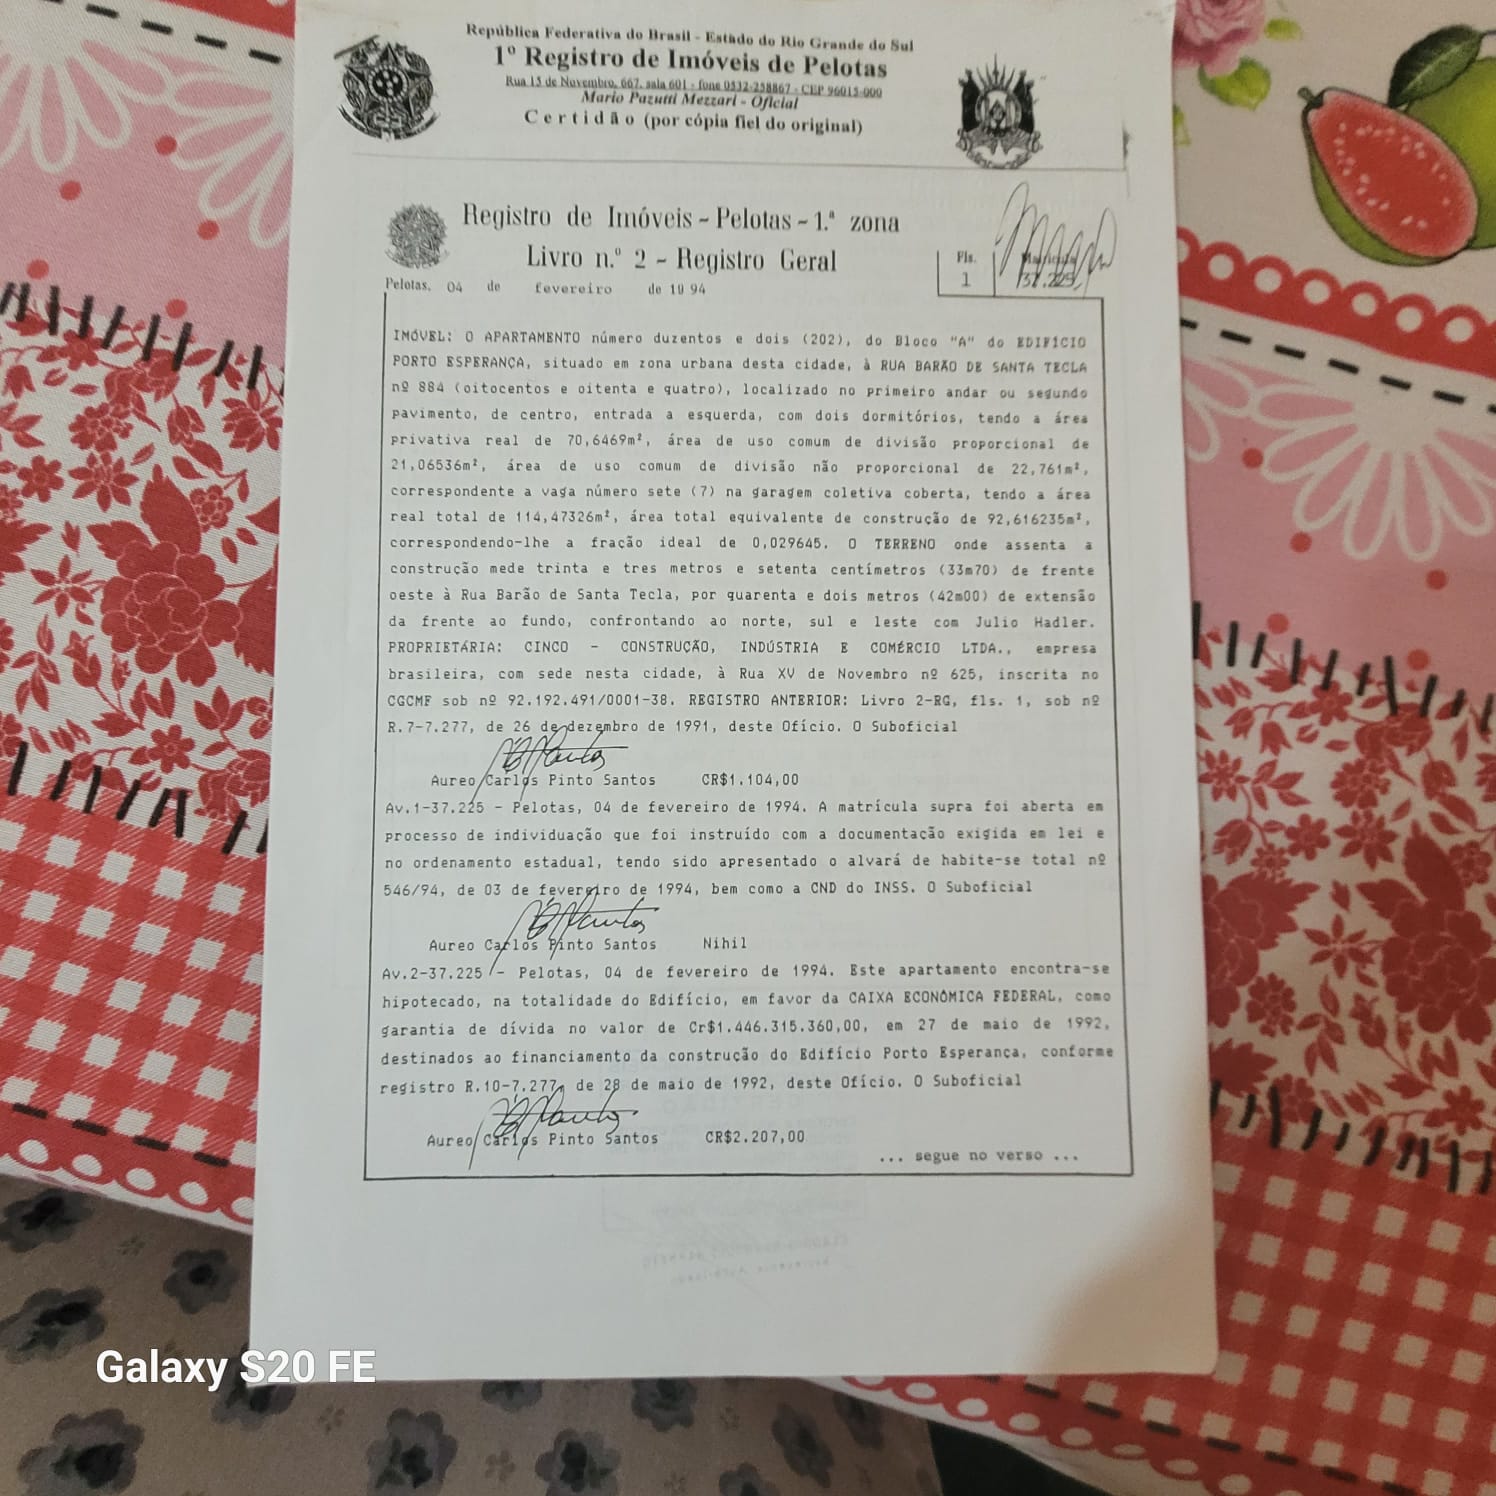 República Federativa do Brasil - Estado do Rio Grande do Sul
1º Registro de Imóveis de Pelotas
Rua 15 de Novembro, 667, sala 601 - fone 0532-258867 - CEP 96015-000
Mario Pazutti Mezzari - Oficial
Certidão (por cópia fiel do original)
Registro de Imóveis - Pelotas - 1.ª zona
Livro n.º 2 - Registro Geral
Fls. Matrícula
1 37.225
Pelotas, 04 de fevereiro de 1994
IMÓVEL: O APARTAMENTO número duzentos e dois (202), do Bloco "A" do EDIFÍCIO
PORTO ESPERANÇA, situado em zona urbana desta cidade, à RUA BARÃO DE SANTA TECLA
nº 884 (oitocentos e oitenta e quatro), localizado no primeiro andar ou segundo
pavimento, de centro, entrada a esquerda, com dois dormitórios, tendo a área
privativa real de 70,6469m², área de uso comum de divisão proporcional de
21,06536m², área de uso comum de divisão não proporcional de 22,761m²,
correspondente a vaga número sete (7) na garagem coletiva coberta, tendo a área
real total de 114,47326m², área total equivalente de construção de 92,616235m²,
correspondendo-lhe a fração ideal de 0,029645. O TERRENO onde assenta a
construção mede trinta e tres metros e setenta centímetros (33m70) de frente
oeste à Rua Barão de Santa Tecla, por quarenta e dois metros (42m00) de extensão
da frente ao fundo, confrontando ao norte, sul e leste com Julio Hadler.
PROPRIETÁRIA: CINCO - CONSTRUÇÃO, INDÚSTRIA E COMÉRCIO LTDA., empresa
brasileira, com sede nesta cidade, à Rua XV de Novembro nº 625, inscrita no
CGCMF sob nº 92.192.491/0001-38. REGISTRO ANTERIOR: Livro 2-RG, fls. 1, sob nº
R.7-7.277, de 26 de dezembro de 1991, deste Ofício. O Suboficial
Aureo Carlos Pinto Santos CR$1.104,00
Av.1-37.225 - Pelotas, 04 de fevereiro de 1994. A matrícula supra foi aberta em
processo de individuação que foi instruído com a documentação exigida em lei e
no ordenamento estadual, tendo sido apresentado o alvará de habite-se total nº
546/94, de 03 de fevereiro de 1994, bem como a CND do INSS. O Suboficial
Aureo Carlos Pinto Santos Nihil
Av.2-37.225 - Pelotas, 04 de fevereiro de 1994. Este apartamento encontra-se
hipotecado, na totalidade do Edifício, em favor da CAIXA ECONÔMICA FEDERAL, como
garantia de dívida no valor de Cr$1.446.315.360,00, em 27 de maio de 1992,
destinados ao financiamento da construção do Edifício Porto Esperança, conforme
registro R.10-7.277, de 28 de maio de 1992, deste Ofício. O Suboficial
Aureo Carlos Pinto Santos CR$2.207,00
... segue no verso ...
Galaxy S20 FE